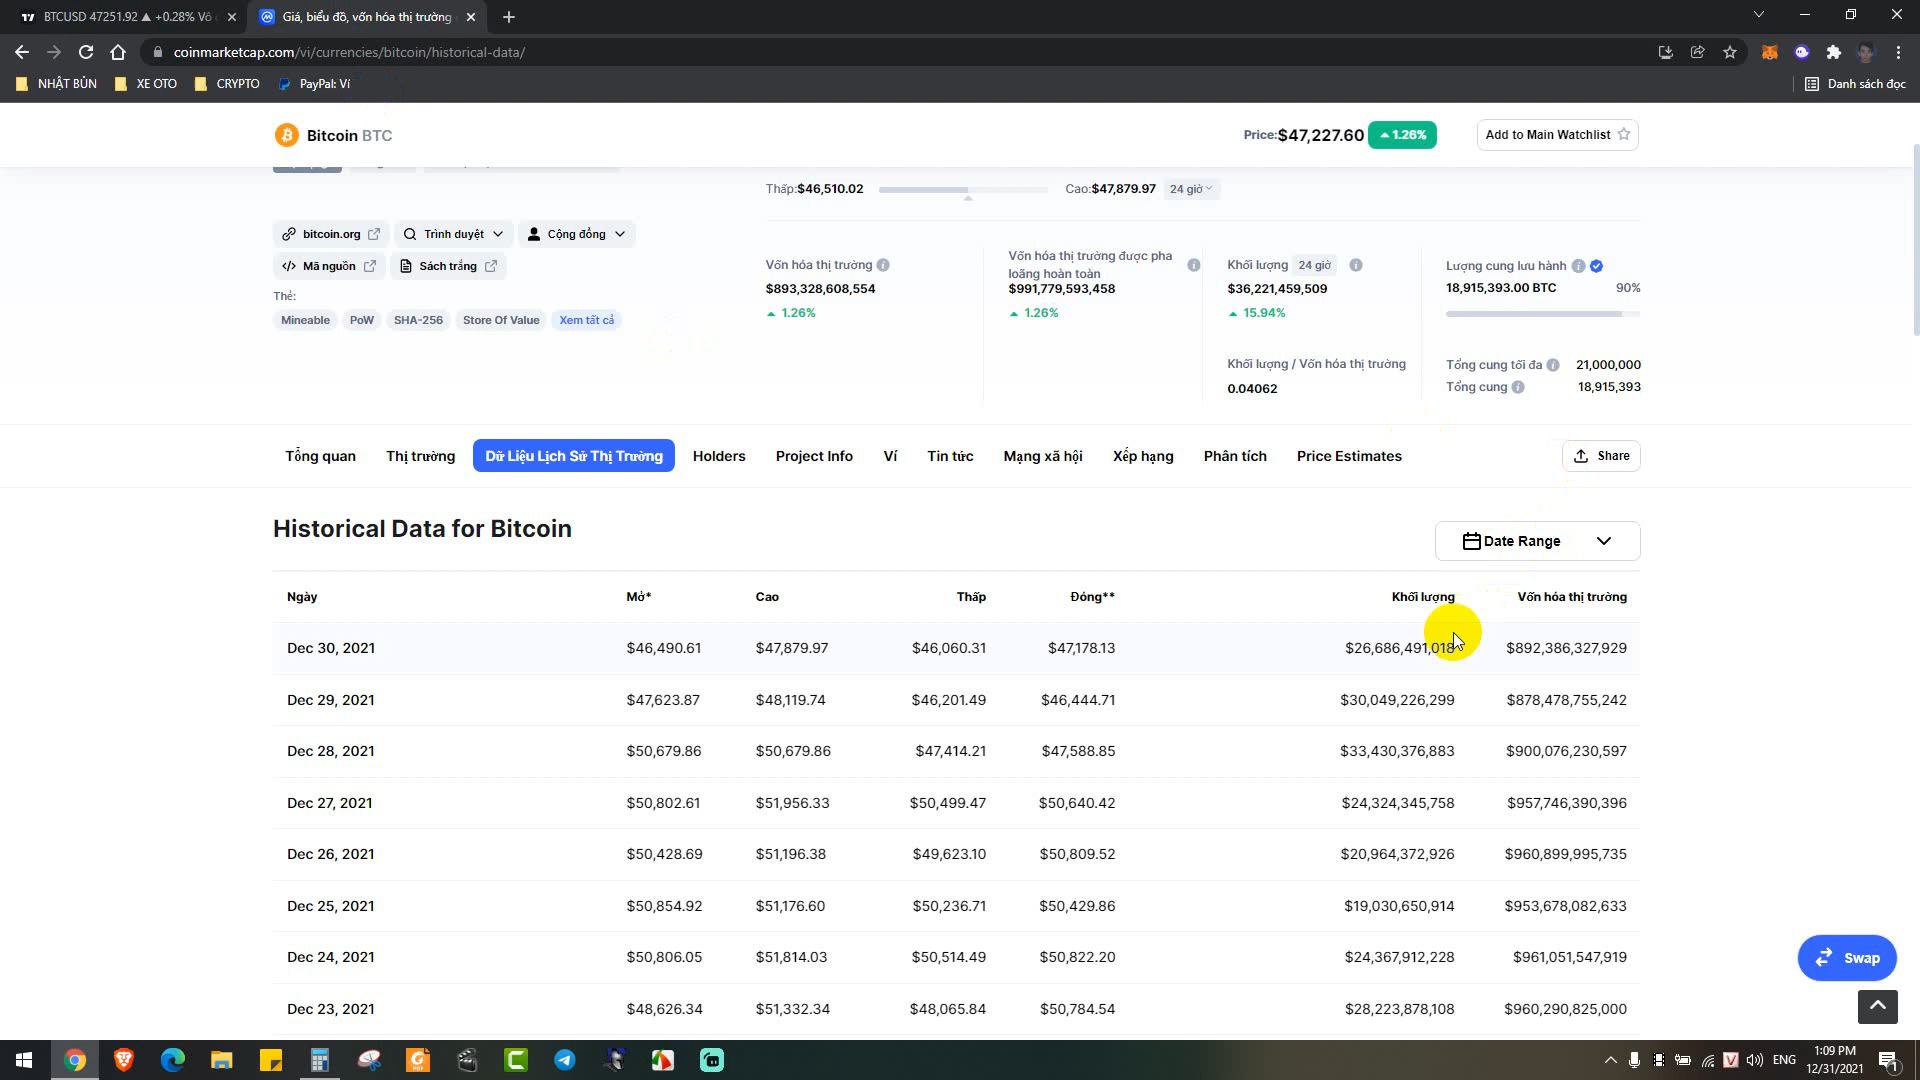 BTCUSD 47251.92 ▲ +0.28% Vô
Giá, biểu đồ, vốn hóa thị trường
coinmarketcap.com/vi/currencies/bitcoin/historical-data/
NHẬT BỦN XE OTO CRYPTO PayPal: Ví Danh sách đọc
Bitcoin BTC Price:$47,227.60 1.26% Add to Main Watchlist
Thấp:$46,510.02 Cao:$47,879.97 24 giờ
bitcoin.org Trình duyệt Cộng đồng
Mã nguồn Sách trắng
Thẻ:
Mineable PoW SHA-256 Store Of Value Xem tất cả
Vốn hóa thị trường
$893,328,608,554
1.26%
Vốn hóa thị trường được pha
loãng hoàn toàn
$991,779,593,458
1.26%
Khối lượng 24 giờ
$36,221,459,509
15.94%
Khối lượng / Vốn hóa thị trường
0.04062
Lượng cung lưu hành
18,915,393.00 BTC 90%
Tổng cung tối đa 21,000,000
Tổng cung 18,915,393
Tổng quan Thị trường Dữ Liệu Lịch Sử Thị Trường Holders Project Info Ví Tin tức Mạng xã hội Xếp hạng Phân tích Price Estimates Share
Historical Data for Bitcoin Date Range
Ngày Mở* Cao Thấp Đóng** Khối lượng Vốn hóa thị trường
Dec 30, 2021 $46,490.61 $47,879.97 $46,060.31 $47,178.13 $26,686,491,018 $892,386,327,929
Dec 29, 2021 $47,623.87 $48,119.74 $46,201.49 $46,444.71 $30,049,226,299 $878,478,755,242
Dec 28, 2021 $50,679.86 $50,679.86 $47,414.21 $47,588.85 $33,430,376,883 $900,076,230,597
Dec 27, 2021 $50,802.61 $51,956.33 $50,499.47 $50,640.42 $24,324,345,758 $957,746,390,396
Dec 26, 2021 $50,428.69 $51,196.38 $49,623.10 $50,809.52 $20,964,372,926 $960,899,995,735
Dec 25, 2021 $50,854.92 $51,176.60 $50,236.71 $50,429.86 $19,030,650,914 $953,678,082,633
Dec 24, 2021 $50,806.05 $51,814.03 $50,514.49 $50,822.20 $24,367,912,228 $961,051,547,919
Dec 23, 2021 $48,626.34 $51,332.34 $48,065.84 $50,784.54 $28,223,878,108 $960,290,825,000
Swap
ENG
1:09 PM
12/31/2021
1